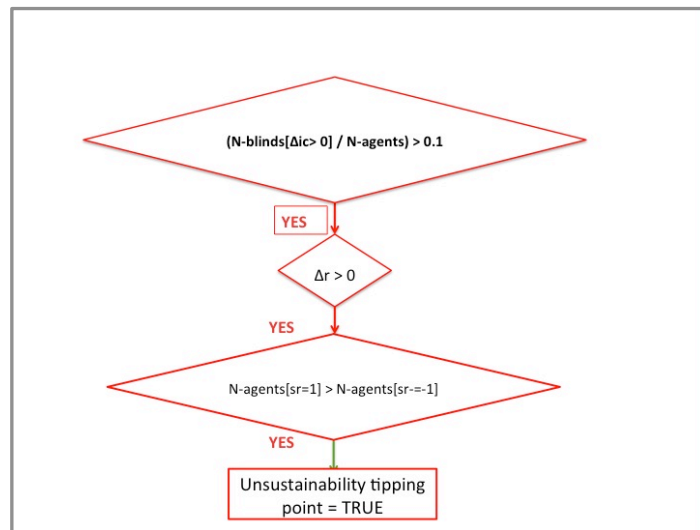 (N-blinds[Δic> 0] / N-agents) > 0.1
YES
Δr > 0
YES
N-agents[sr=1] > N-agents[sr-=-1]
YES
Unsustainability tipping
point = TRUE